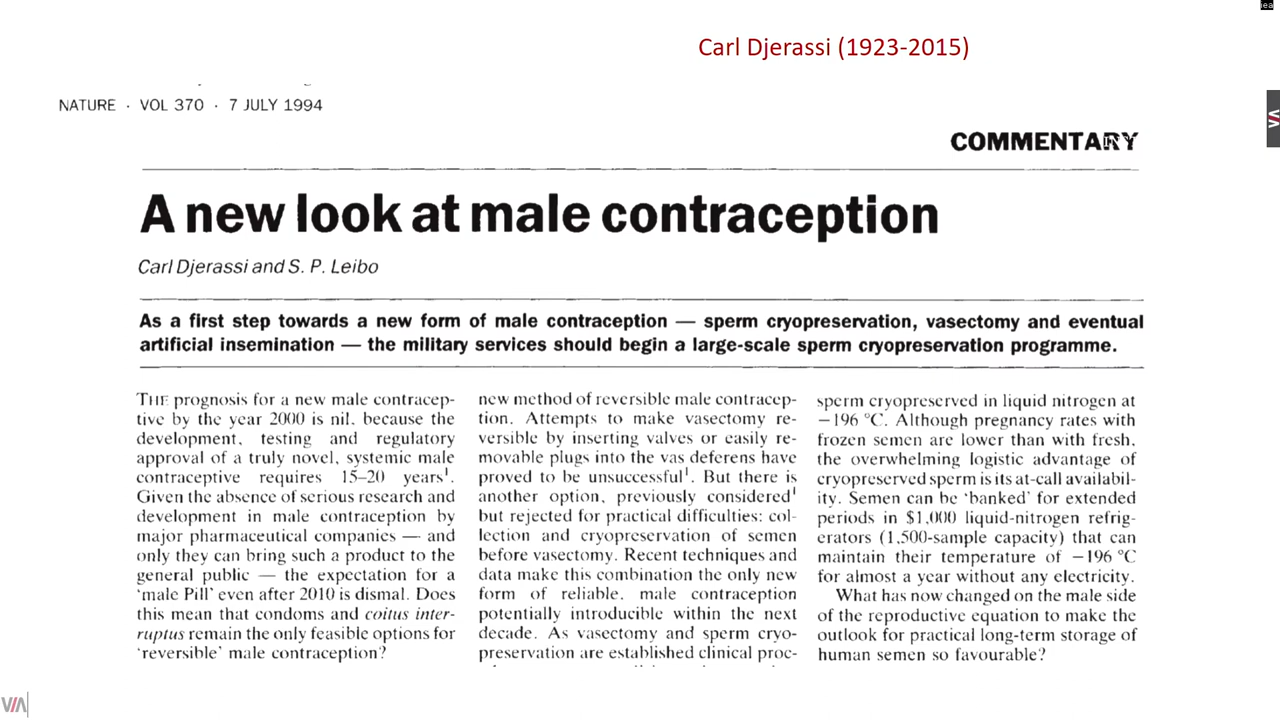 Carl Djerassi (1923-2015)
NATURE · VOL 370 · 7 JULY 1994
COMMENTARY
A new look at male contraception
Carl Djerassi and S. P. Leibo
As a first step towards a new form of male contraception — sperm cryopreservation, vasectomy and eventual
artificial insemination — the military services should begin a large-scale sperm cryopreservation programme.
THE prognosis for a new male contracep-
tive by the year 2000 is nil, because the
development, testing and regulatory
approval of a truly novel, systemic male
contraceptive requires 15–20 years¹.
Given the absence of serious research and
development in male contraception by
major pharmaceutical companies — and
only they can bring such a product to the
general public — the expectation for a
'male Pill' even after 2010 is dismal. Does
this mean that condoms and coitus inter-
ruptus remain the only feasible options for
'reversible' male contraception?
new method of reversible male contracep-
tion. Attempts to make vasectomy re-
versible by inserting valves or easily re-
movable plugs into the vas deferens have
proved to be unsuccessful¹. But there is
another option, previously considered¹
but rejected for practical difficulties: col-
lection and cryopreservation of semen
before vasectomy. Recent techniques and
data make this combination the only new
form of reliable, male contraception
potentially introducible within the next
decade. As vasectomy and sperm cryo-
preservation are established clinical proc-
sperm cryopreserved in liquid nitrogen at
−196 °C. Although pregnancy rates with
frozen semen are lower than with fresh,
the overwhelming logistic advantage of
cryopreserved sperm is its at-call availabil-
ity. Semen can be 'banked' for extended
periods in $1,000 liquid-nitrogen refrig-
erators (1,500-sample capacity) that can
maintain their temperature of −196 °C
for almost a year without any electricity.
What has now changed on the male side
of the reproductive equation to make the
outlook for practical long-term storage of
human semen so favourable?
VIA